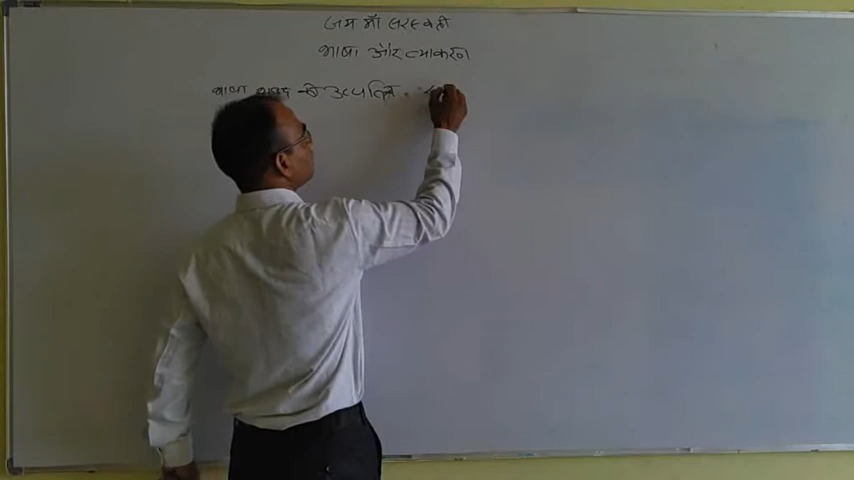 जय माँ सरस्वती
भाषा और व्याकरण
भाषा शब्द की उत्पत्ति